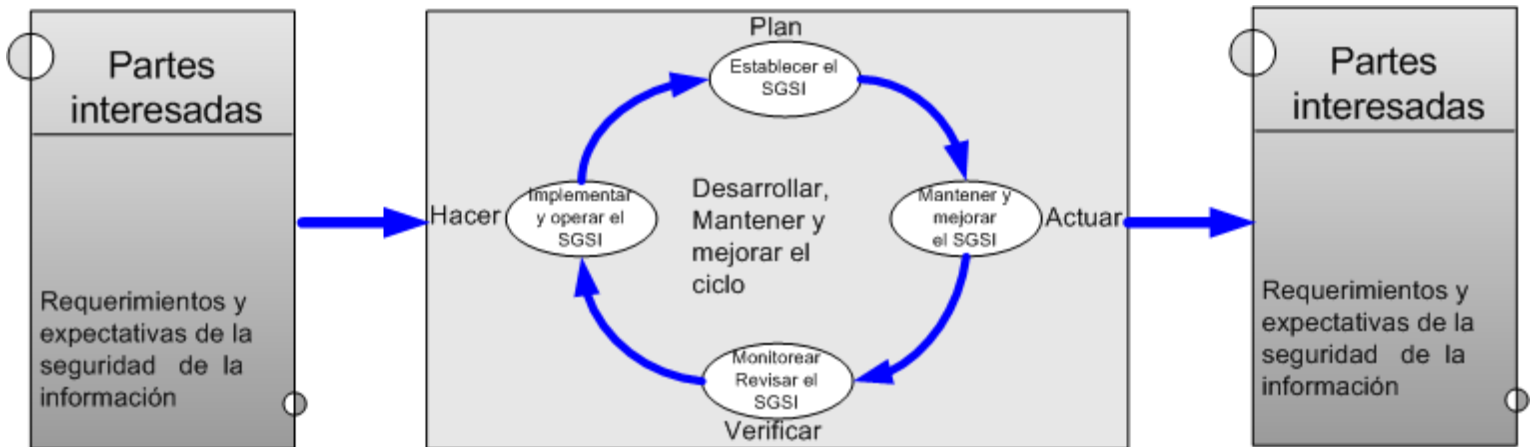 Partes
interesadas
Requerimientos y
expectativas de la
seguridad de la
información
Plan
Establecer el
SGSI
Hacer
Implementar
y operar el
SGSI
Desarrollar,
Mantener y
mejorar el
ciclo
Mantener y
mejorar
el SGSI
Actuar
Monitorear
Revisar el
SGSI
Verificar
Partes
interesadas
Requerimientos y
expectativas de la
seguridad de la
información